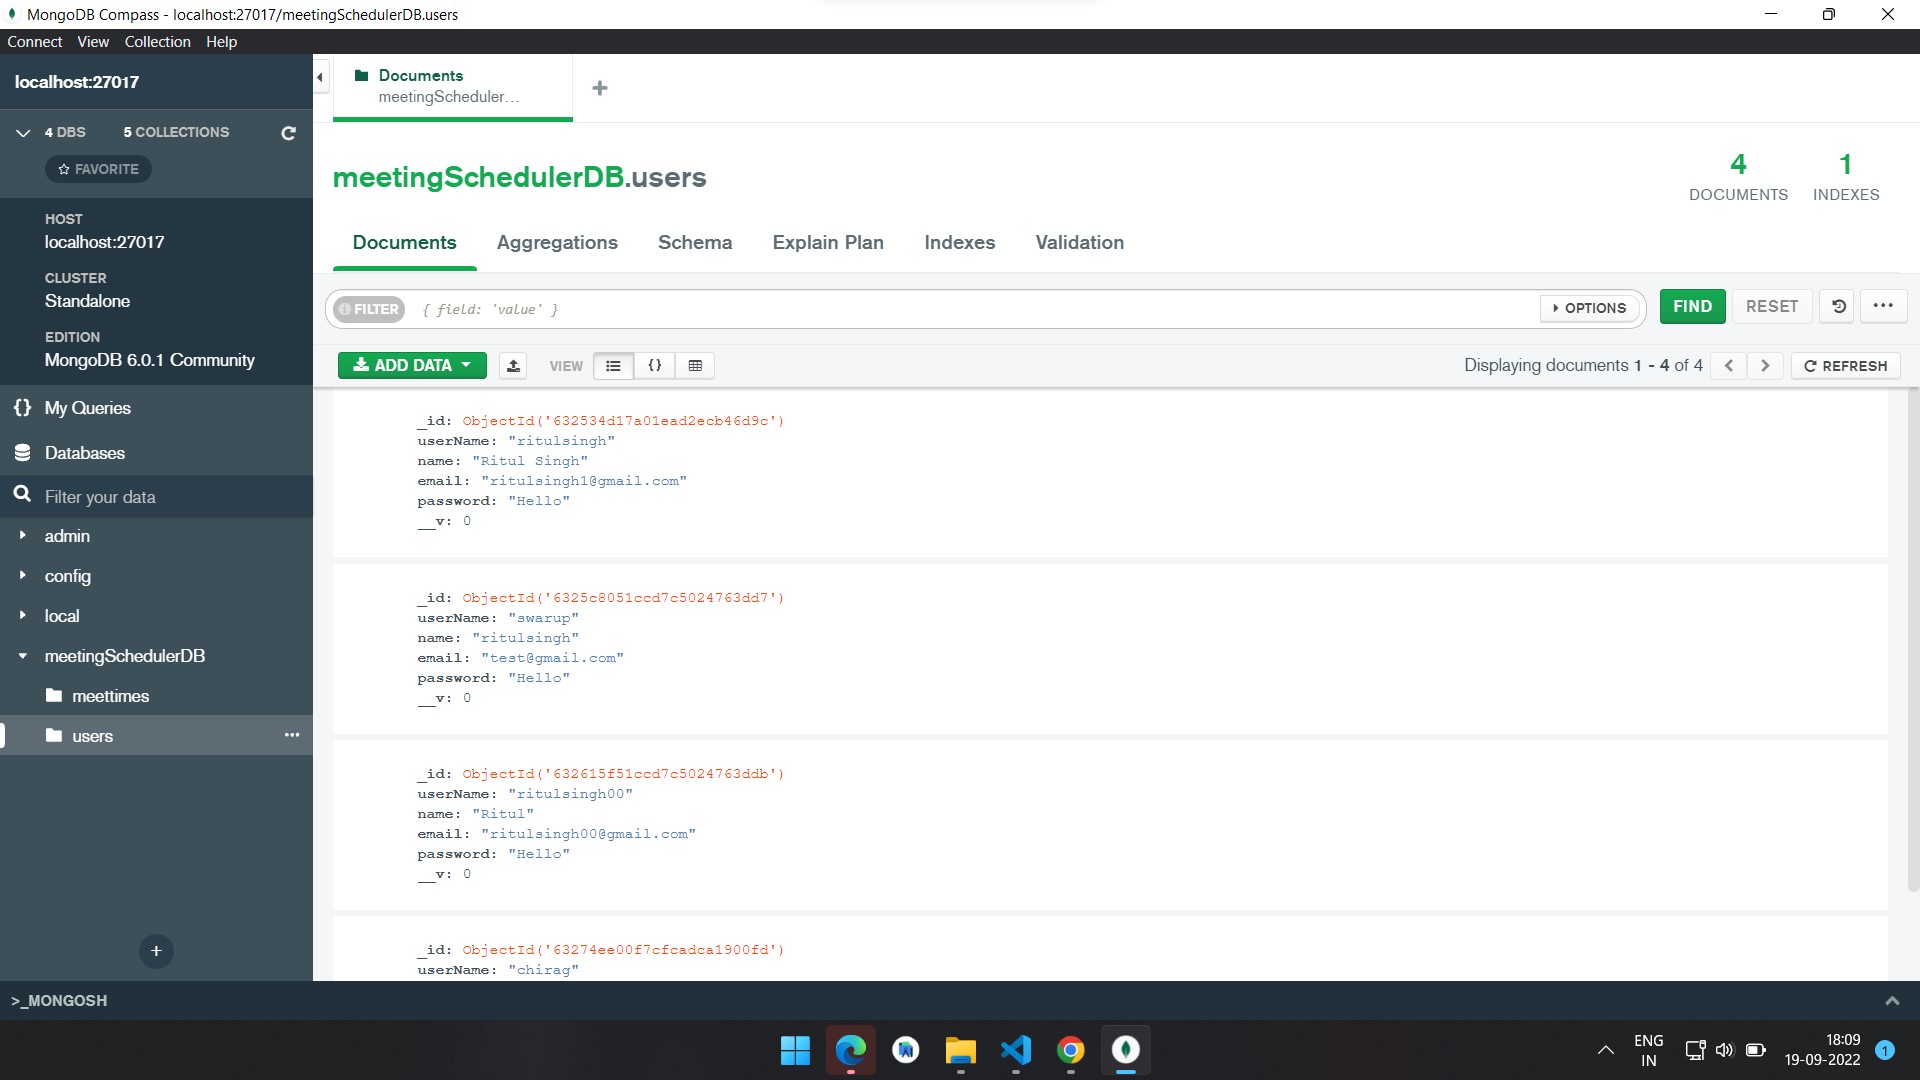 MongoDB Compass - localhost:27017/meetingSchedulerDB.users
Connect View Collection Help
localhost:27017
4 DBS 5 COLLECTIONS
FAVORITE
HOST
localhost:27017
CLUSTER
Standalone
EDITION
MongoDB 6.0.1 Community
{} My Queries
Databases
Filter your data
admin
config
local
meetingSchedulerDB
meettimes
users
Documents
meetingScheduler...
meetingSchedulerDB.users
4
DOCUMENTS
1
INDEXES
Documents Aggregations Schema Explain Plan Indexes Validation
FILTER { field: 'value' } OPTIONS FIND RESET
ADD DATA VIEW {} Displaying documents 1 - 4 of 4 REFRESH
_id: ObjectId('632534d17a01ead2ecb46d9c')
userName: "ritulsingh"
name: "Ritul Singh"
email: "ritulsingh1@gmail.com"
password: "Hello"
__v: 0
_id: ObjectId('6325c8051ccd7c5024763dd7')
userName: "swarup"
name: "ritulsingh"
email: "test@gmail.com"
password: "Hello"
__v: 0
_id: ObjectId('632615f51ccd7c5024763ddb')
userName: "ritulsingh00"
name: "Ritul"
email: "ritulsingh00@gmail.com"
password: "Hello"
__v: 0
_id: ObjectId('63274ee00f7cfcadca1900fd')
userName: "chirag"
>_MONGOSH
ENG
IN
18:09
19-09-2022
1